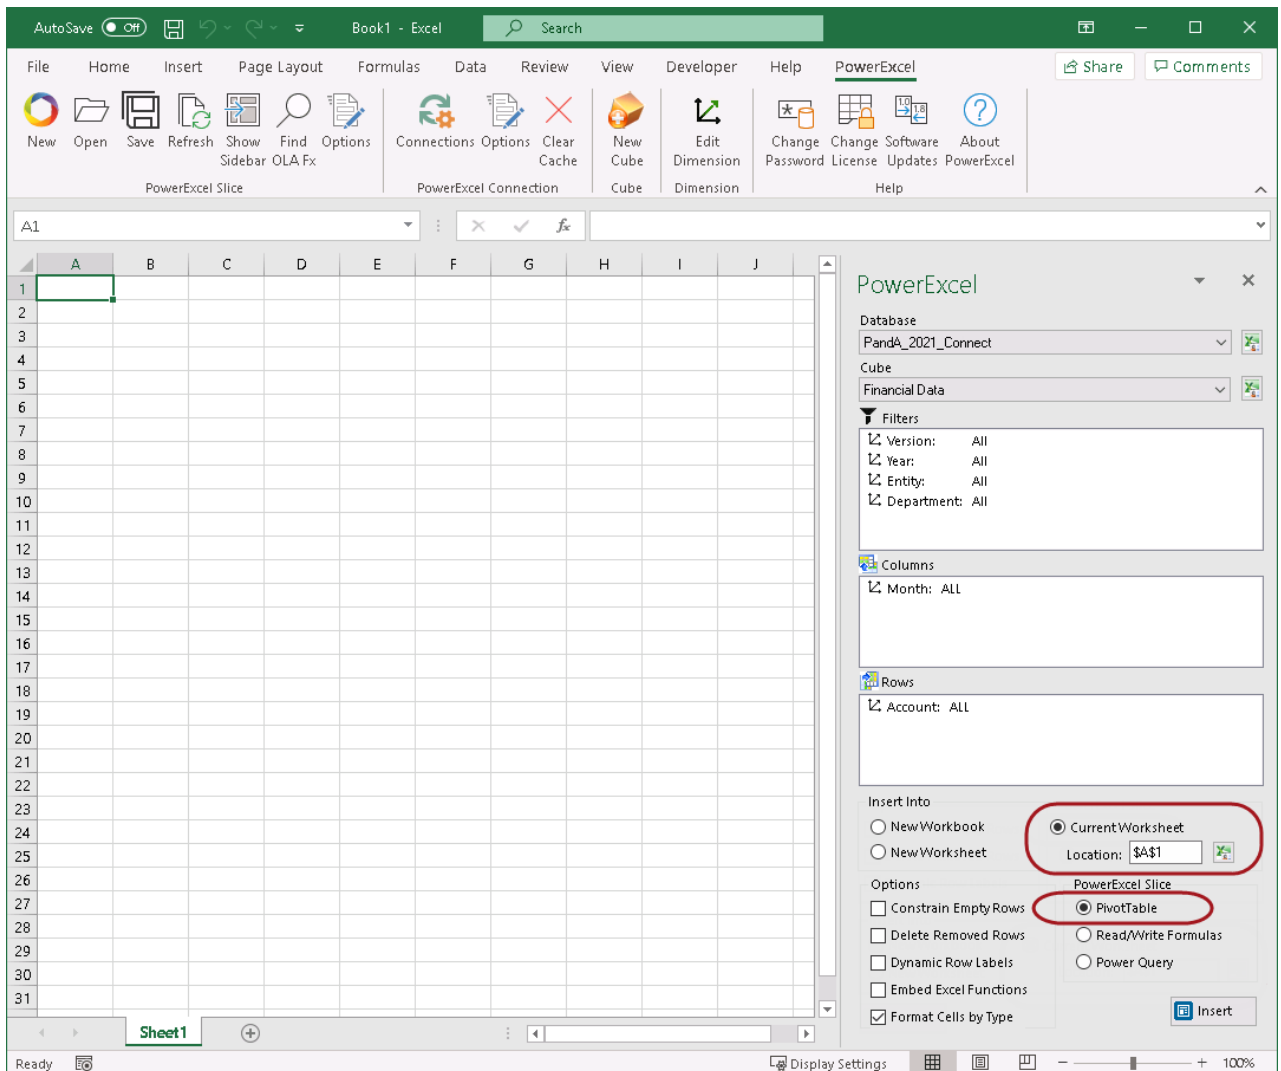 AutoSave Off Book1 - Excel Search
File Home Insert Page Layout Formulas Data Review View Developer Help PowerExcel Share Comments
New Open Save Refresh Show Find Options Connections Options Clear New Edit Change Change Software About
Sidebar OLA Fx Cache Cube Dimension Password License Updates PowerExcel
PowerExcel Slice PowerExcel Connection Cube Dimension Help
A1 fx
A B C D E F G H I J
PowerExcel
Database
PandA_2021_Connect
Cube
Financial Data
Filters
Version: All
Year: All
Entity: All
Department: All
Columns
Month: ALL
Rows
Account: ALL
Insert Into
New Workbook Current Worksheet
New Worksheet Location: $A$1
Options PowerExcel Slice
Constrain Empty Rows PivotTable
Delete Removed Rows Read/Write Formulas
Dynamic Row Labels Power Query
Embed Excel Functions
Format Cells by Type Insert
1
2
3
4
5
6
7
8
9
10
11
12
13
14
15
16
17
18
19
20
21
22
23
24
25
26
27
28
29
30
31
Sheet1
Ready Display Settings 100%